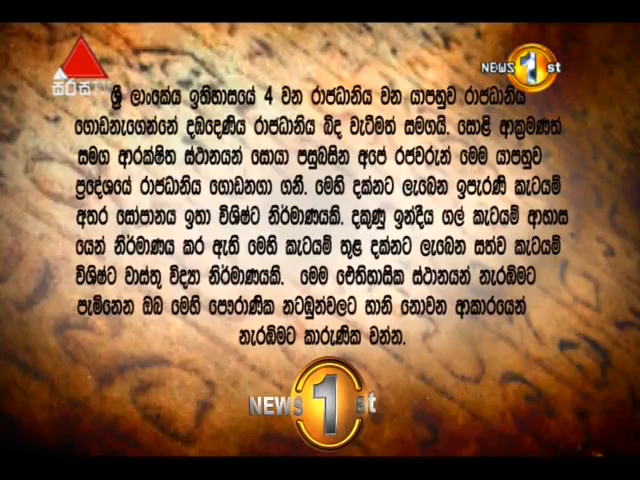 සිරස
NEWS 1st
ශ්‍රී ලාංකේය ඉතිහාසයේ 4 වන රාජධානිය වන යාපහුව රාජධානිය
ගොඩනැගෙන්නේ දඹදෙණිය රාජධානිය බිද වැටීමත් සමගයි. සොළි ආක්‍රමණත්
සමග ආරක්ෂිත ස්ථානයන් සොයා පසුබසින අපේ රජවරුන් මෙම යාපහුව
ප්‍රදේශයේ රාජධානිය ගොඩනගා ගනී. මෙහි දක්නට ලැබෙන ඉපැරණි කැටයම්
අතර සෝපානය ඉතා විශිෂ්ට නිර්මාණයකි. දකුණු ඉන්දීය ගල් කැටයම් ආභාස
යෙන් නිර්මාණය කර ඇති මෙහි කැටයම් තුළ දක්නට ලැබෙන සත්ව කැටයම්
විශිෂ්ට වාස්තු විද්‍යා නිර්මාණයකි. මෙම ඓතිහාසික ස්ථානයන් නැරඹීමට
පැමිනෙන ඔබ මෙහි පෞරාණික නටඹුන්වලට හානි නොවන ආකාරයෙන්
නැරඹීමට කාරුණික වන්න.
NEWS 1st